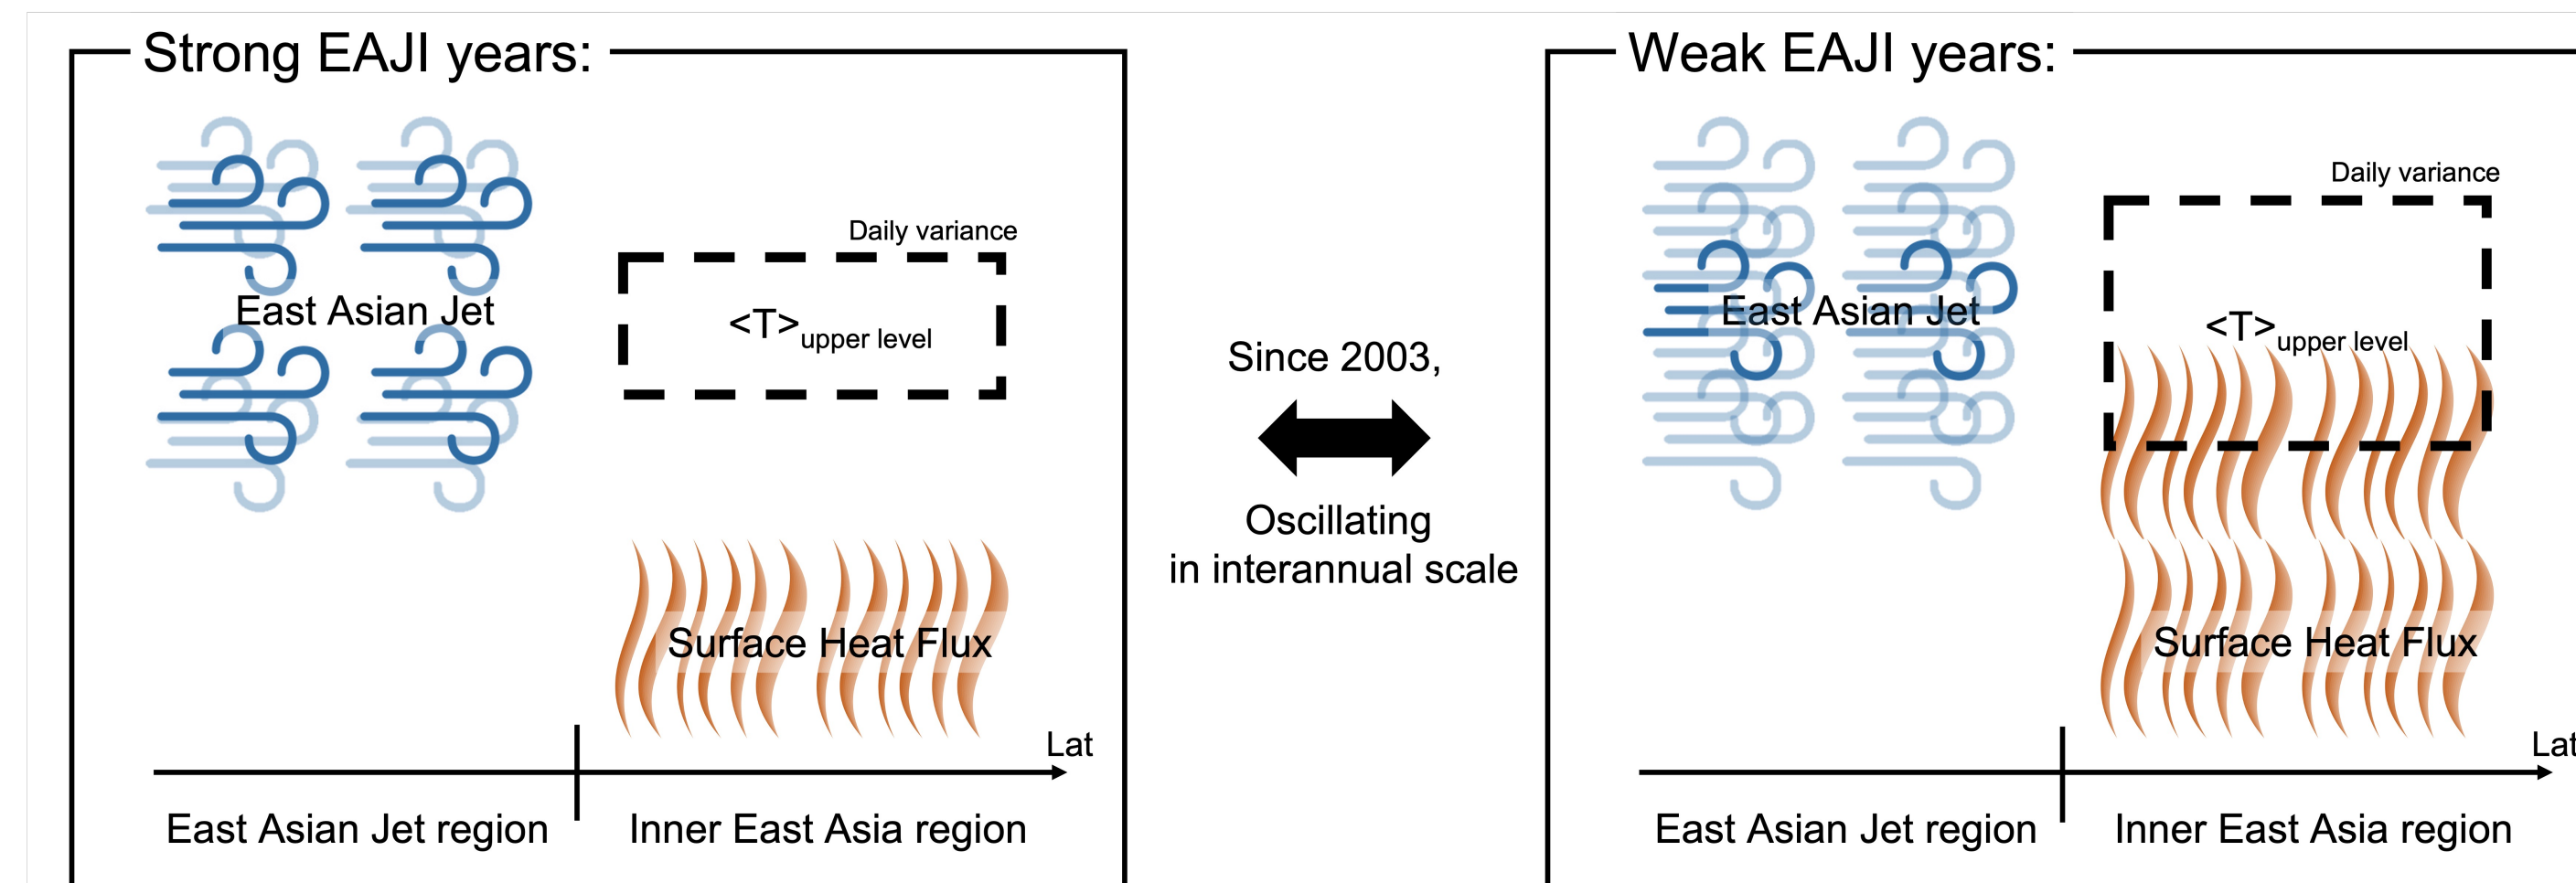 Strong EAJI years:
East Asian Jet
Daily variance
<T>upper level
Surface Heat Flux
Lat
East Asian Jet region
Inner East Asia region
Since 2003,
Oscillating
in interannual scale
Weak EAJI years:
East Asian Jet
Daily variance
<T>upper level
Surface Heat Flux
Lat
East Asian Jet region
Inner East Asia region